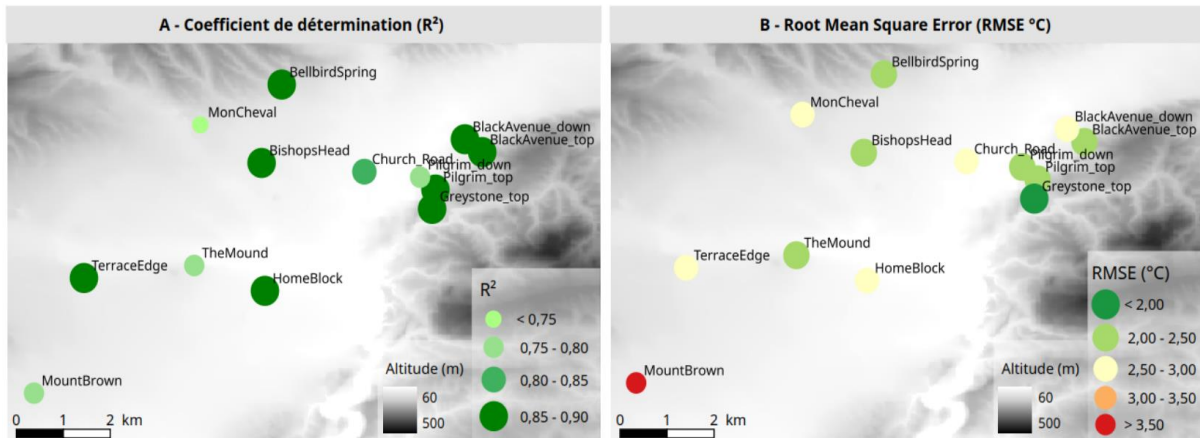 A - Coefficient de détermination (R²)
BellbirdSpring
MonCheval
BlackAvenue_down
BlackAvenue_top
BishopsHead
Church_Road
Pilgrim_down
Pilgrim_top
Greystone_top
TheMound
TerraceEdge
HomeBlock
MountBrown
R²
< 0,75
0,75 - 0,80
0,80 - 0,85
0,85 - 0,90
Altitude (m)
60
500
0 1 2 km
B - Root Mean Square Error (RMSE °C)
BellbirdSpring
MonCheval
BlackAvenue_down
BlackAvenue_top
BishopsHead
Church_Road
Pilgrim_down
Pilgrim_top
Greystone_top
TheMound
TerraceEdge
HomeBlock
MountBrown
RMSE (°C)
< 2,00
2,00 - 2,50
2,50 - 3,00
3,00 - 3,50
> 3,50
Altitude (m)
60
500
0 1 2 km